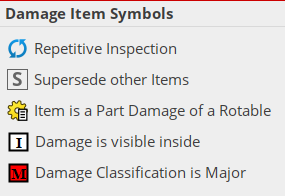 Damage Item Symbols
Repetitive Inspection
S Supersede other Items
Item is a Part Damage of a Rotable
I Damage is visible inside
M Damage Classification is Major